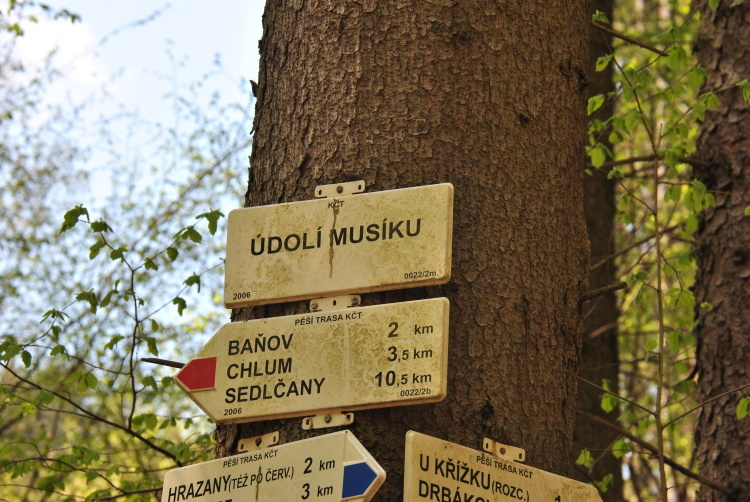 KČT
ÚDOLÍ MUSÍKU
2006 0022/2m.
PĚŠÍ TRASA KČT
BAŇOV 2 km
CHLUM 3,5 km
SEDLČANY 10,5 km
2006 0022/2b
PĚŠÍ TRASA KČT
HRAZANY (TÉŽ PO ČERV.) 2 km
3 km
PĚŠÍ TRASA KČT
U KŘÍŽKU (ROZC.)